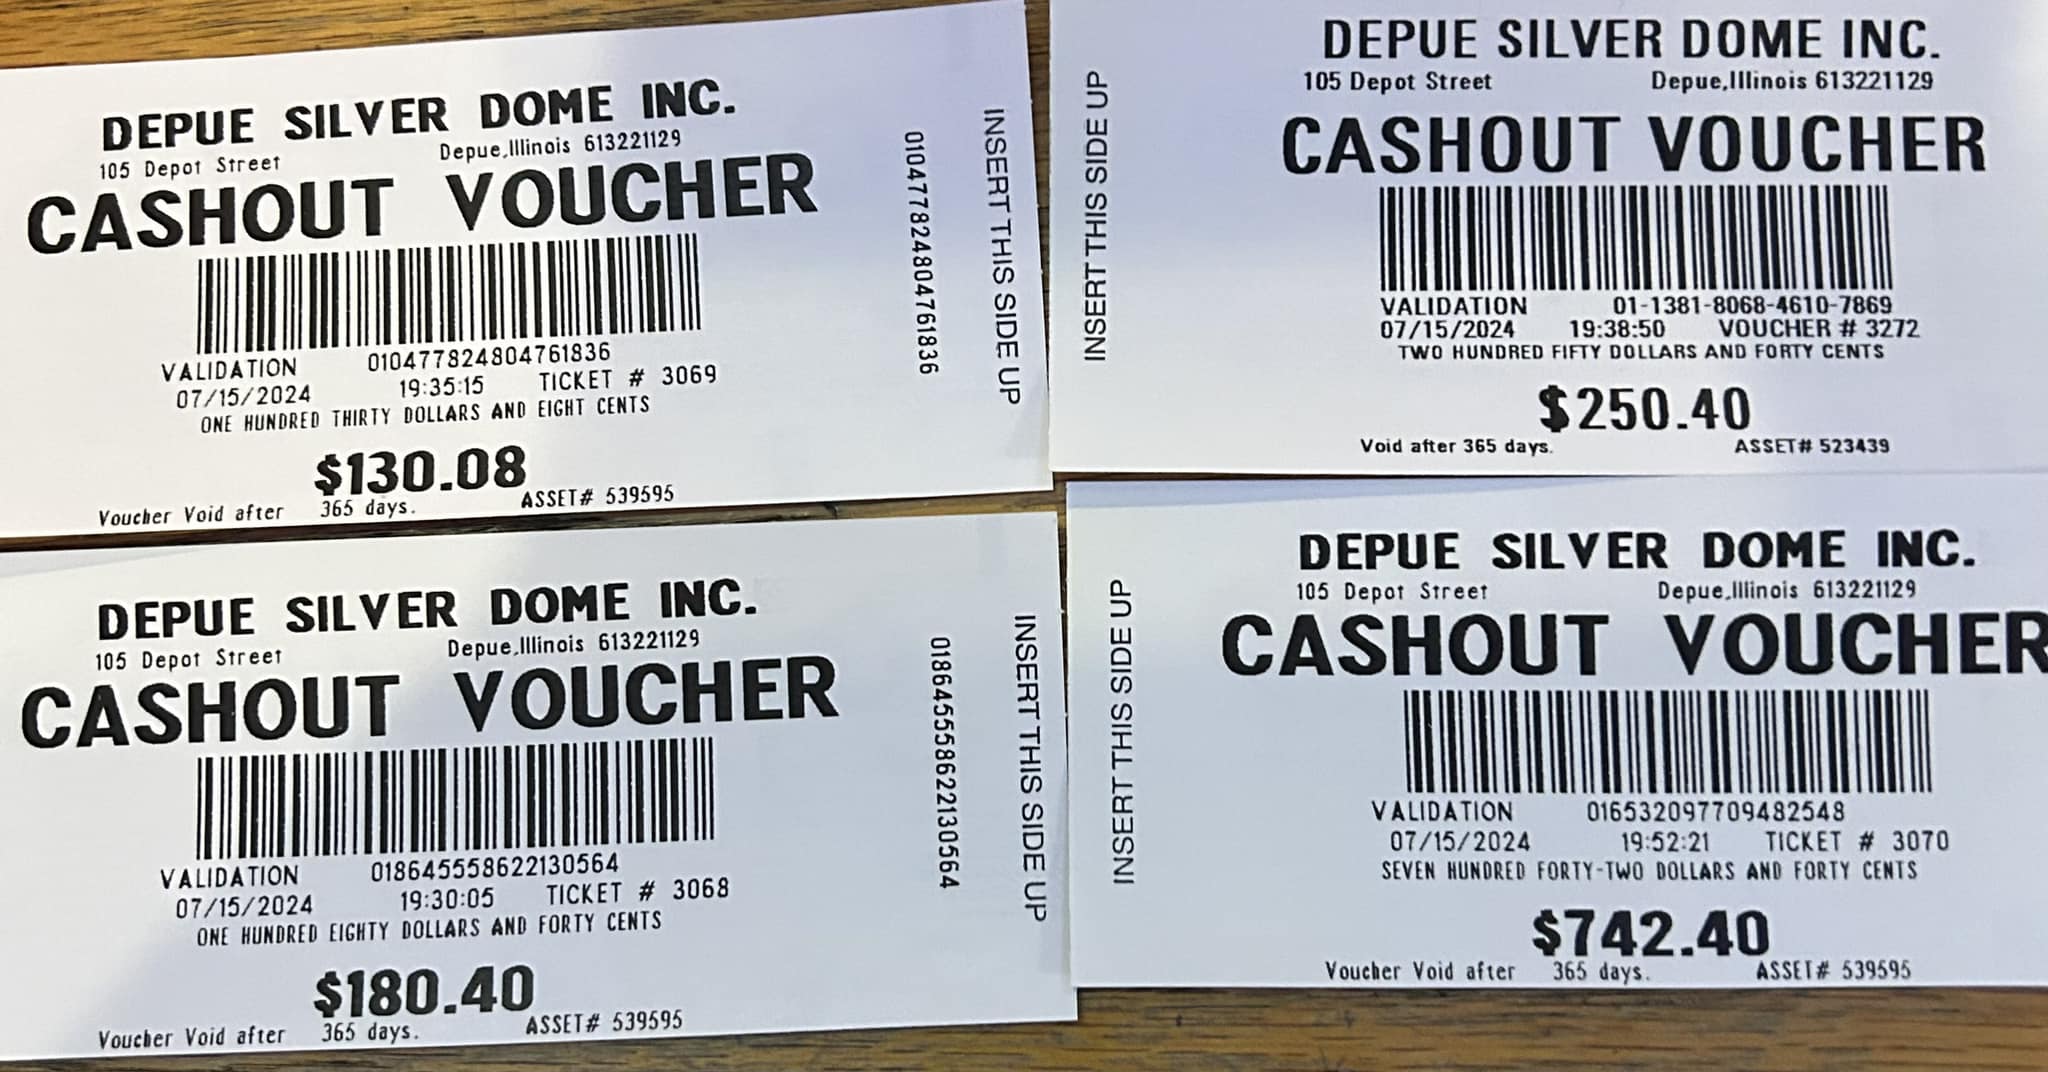 DEPUE SILVER DOME INC.
105 Depot Street Depue,Illinois 613221129
CASHOUT VOUCHER
VALIDATION 010477824804761836
07/15/2024 19:35:15 TICKET # 3069
ONE HUNDRED THIRTY DOLLARS AND EIGHT CENTS
$130.08
Voucher Void after 365 days. ASSET# 539595
010477824804761836
INSERT THIS SIDE UP
INSERT THIS SIDE UP
DEPUE SILVER DOME INC.
105 Depot Street Depue,Illinois 613221129
CASHOUT VOUCHER
VALIDATION 01-1381-8068-4610-7869
07/15/2024 19:38:50 VOUCHER # 3272
TWO HUNDRED FIFTY DOLLARS AND FORTY CENTS
$250.40
Void after 365 days. ASSET# 523439
DEPUE SILVER DOME INC.
105 Depot Street Depue,Illinois 613221129
CASHOUT VOUCHER
VALIDATION 018645558622130564
07/15/2024 19:30:05 TICKET # 3068
ONE HUNDRED EIGHTY DOLLARS AND FORTY CENTS
$180.40
Voucher Void after 365 days. ASSET# 539595
018645558622130564
INSERT THIS SIDE UP
INSERT THIS SIDE UP
DEPUE SILVER DOME INC.
105 Depot Street Depue,Illinois 613221129
CASHOUT VOUCHER
VALIDATION 016532097709482548
07/15/2024 19:52:21 TICKET # 3070
SEVEN HUNDRED FORTY-TWO DOLLARS AND FORTY CENTS
$742.40
Voucher Void after 365 days. ASSET# 539595